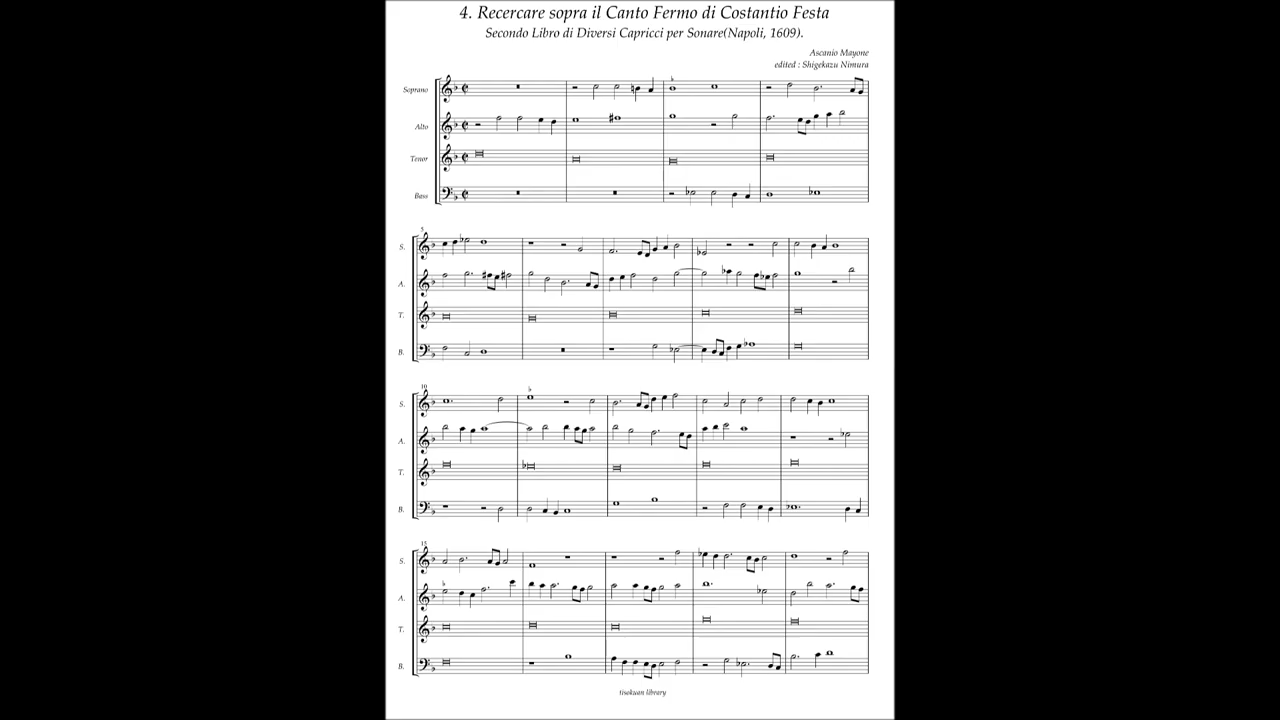 4. Recercare sopra il Canto Fermo di Costantio Festa
Secondo Libro di Diversi Capricci per Sonare(Napoli, 1609).
Ascanio Mayone
edited : Shigekazu Nimura
Soprano
Alto
Tenor
Bass
5
S.
A.
T.
B.
10
S.
A.
T.
B.
15
S.
A.
T.
B.
tisokuan library